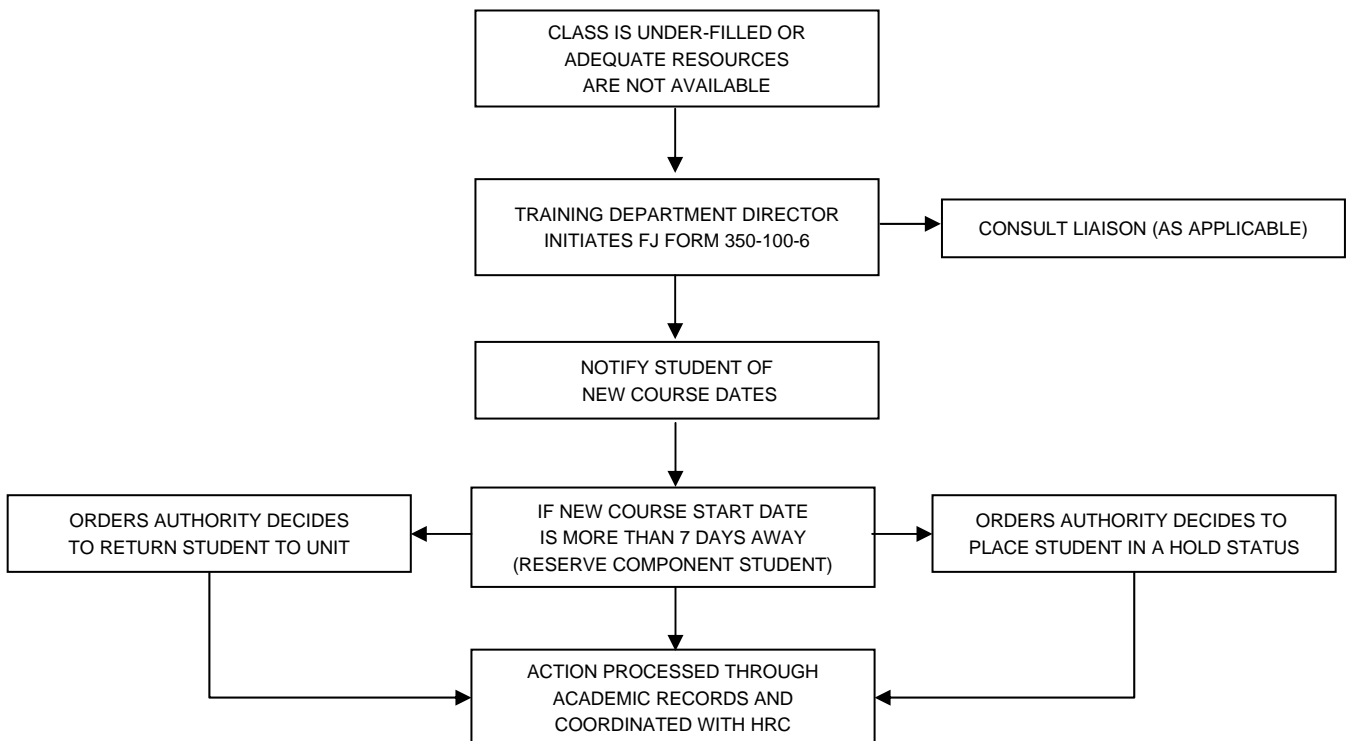 CLASS IS UNDER-FILLED OR
ADEQUATE RESOURCES
ARE NOT AVAILABLE
TRAINING DEPARTMENT DIRECTOR
INITIATES FJ FORM 350-100-6
CONSULT LIAISON (AS APPLICABLE)
NOTIFY STUDENT OF
NEW COURSE DATES
ORDERS AUTHORITY DECIDES
TO RETURN STUDENT TO UNIT
IF NEW COURSE START DATE
IS MORE THAN 7 DAYS AWAY
(RESERVE COMPONENT STUDENT)
ORDERS AUTHORITY DECIDES TO
PLACE STUDENT IN A HOLD STATUS
ACTION PROCESSED THROUGH
ACADEMIC RECORDS AND
COORDINATED WITH HRC